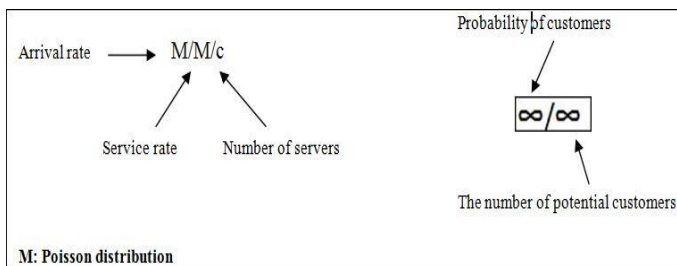 Probability of customers
Arrival rate
M/M/c
∞/∞
Service rate
Number of servers
The number of potential customers
M: Poisson distribution